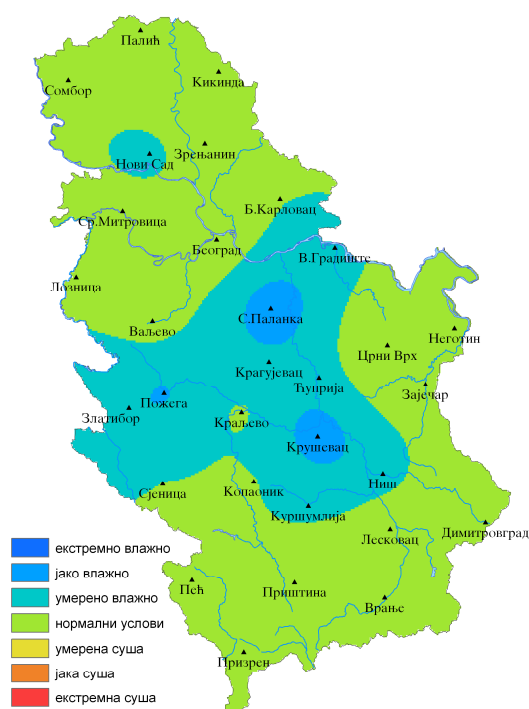 Палић
Кикинда
Сомбор
Зрењанин
Нови Сад
Б.Карловац
Ср.Митровица
Београд
В.Градиште
Лозница
С.Паланка
Ваљево
Неготин
Црни Врх
Крагујевац
Ћуприја
Зајечар
Пожега
Златибор
Краљево
Крушевац
Ниш
Сјеница
Копаоник
Куршумлија
Димитровград
Лесковац
Пећ
Приштина
Врање
Призрен
екстремно влажно
јако влажно
умерено влажно
нормални услови
умерена суша
јака суша
екстремна суша